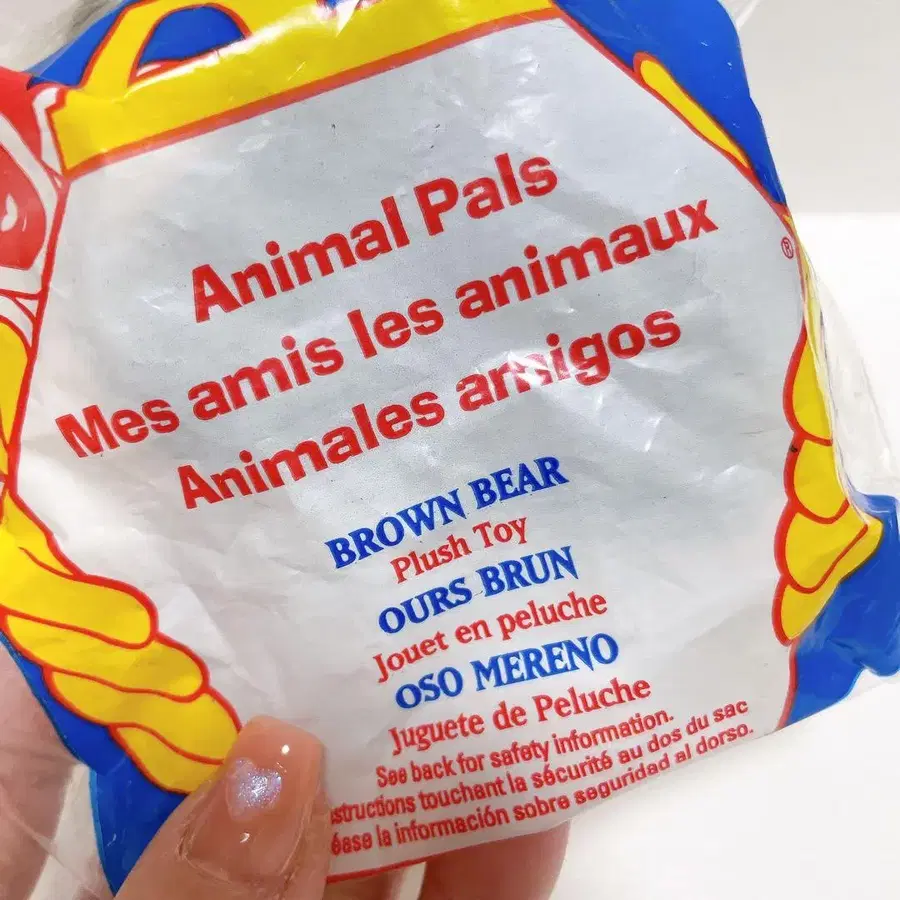 Animal Pals
Mes amis les animaux
Animales amigos
®
BROWN BEAR
Plush Toy
OURS BRUN
Jouet en peluche
OSO MERENO
Juguete de Peluche
See back for safety information.
touchant la sécurité au dos du sac
la información sobre seguridad al dorso.